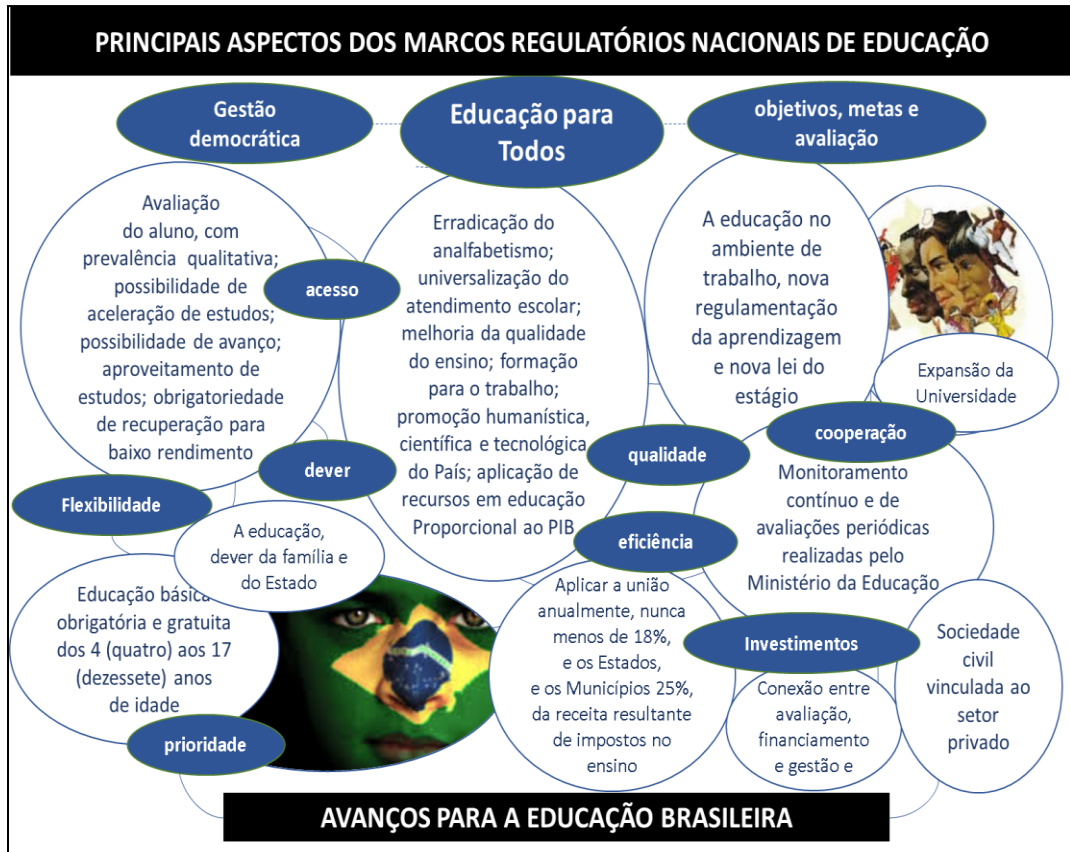 PRINCIPAIS ASPECTOS DOS MARCOS REGULATÓRIOS NACIONAIS DE EDUCAÇÃO
Gestão
democrática
Educação para
Todos
objetivos, metas e
avaliação
Avaliação
do aluno, com
prevalência qualitativa;
possibilidade de
aceleração de estudos;
possibilidade de avanço;
aproveitamento de
estudos; obrigatoriedade
de recuperação para
baixo rendimento
acesso
Erradicação do
analfabetismo;
universalização do
atendimento escolar;
melhoria da qualidade
do ensino; formação
para o trabalho;
promoção humanística,
científica e tecnológica
do País; aplicação de
recursos em educação
Proporcional ao PIB
A educação no
ambiente de
trabalho, nova
regulamentação
da aprendizagem
e nova lei do
estágio
Expansão da
Universidade
cooperação
dever
qualidade
Flexibilidade
A educação,
dever da família e
do Estado
eficiência
Monitoramento
contínuo e de
avaliações periódicas
realizadas pelo
Ministério da Educação
Educação básica
obrigatória e gratuita
dos 4 (quatro) aos 17
(dezessete) anos
de idade
prioridade
Aplicar a união
anualmente, nunca
menos de 18%,
e os Estados,
e os Municípios 25%,
da receita resultante
de impostos no
ensino
Investimentos
Conexão entre
avaliação,
financiamento
e gestão e
Sociedade
civil
vinculada ao
setor
privado
AVANÇOS PARA A EDUCAÇÃO BRASILEIRA